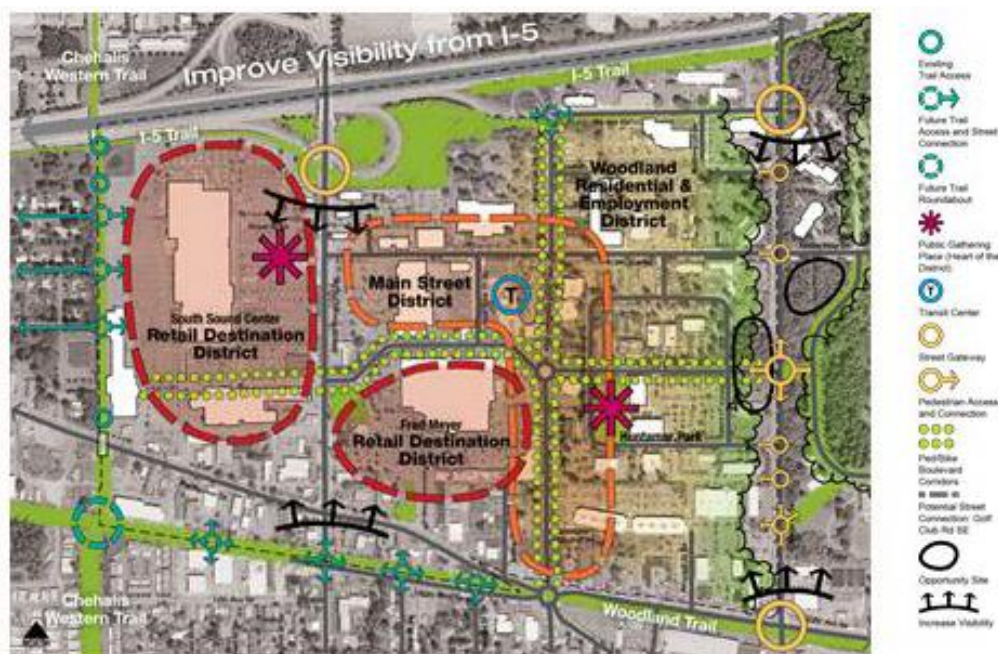 Chehalis
Western Trail
Improve Visibility from I-5
I-5 Trail
I-5 Trail
Woodland
Residential &
Employment
District
Main Street
District
T
South Sound Center
Retail Destination
District
Fred Meyer
Retail Destination
District
Huntamer Park
Chehalis
Western Trail
Woodland Trail
Existing
Trail Access
Future Trail
Access and Street
Connection
Future Trail
Roundabout
Public Gathering
Place (Heart of the
District)
T
Transit Center
Street Gateway
Pedestrian Access
and Connection
Ped/Bike
Boulevard
Corridors
Potential Street
Connection: Golf
Club Rd SE
Opportunity Site
Increase Visibility